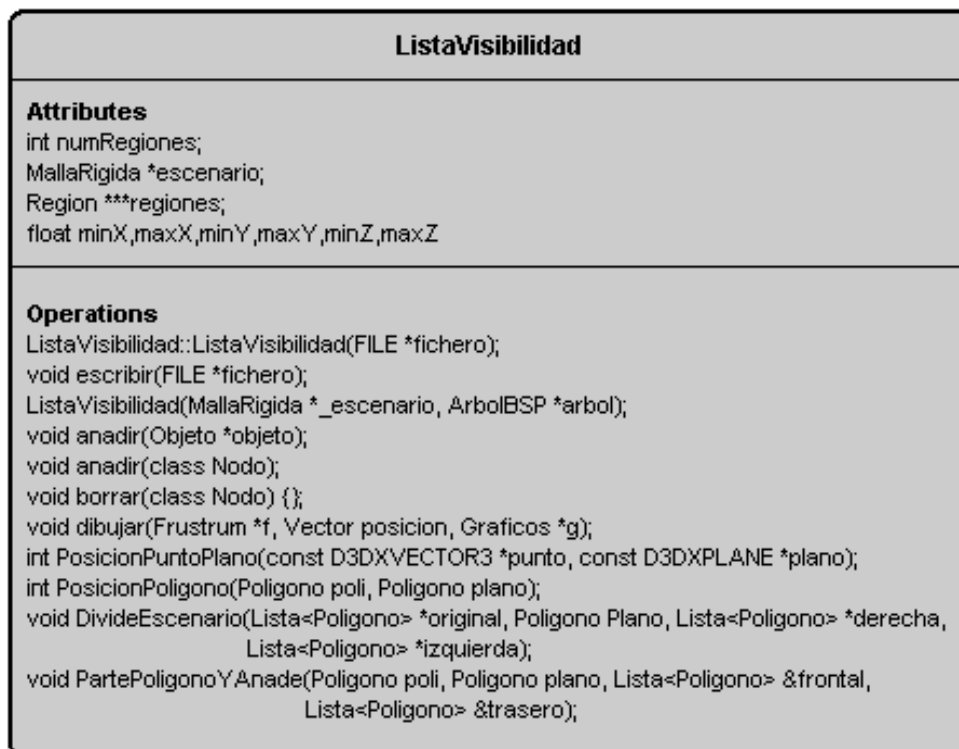 ListaVisibilidad
Attributes
int numRegiones;
MallaRigida *escenario;
Region ***regiones;
float minX,maxX,minY,maxY,minZ,maxZ
Operations
ListaVisibilidad::ListaVisibilidad(FILE *fichero);
void escribir(FILE *fichero);
ListaVisibilidad(MallaRigida *_escenario, ArbolBSP *arbol);
void anadir(Objeto *objeto);
void anadir(class Nodo);
void borrar(class Nodo) {};
void dibujar(Frustrum *f, Vector posicion, Graficos *g);
int PosicionPuntoPlano(const D3DXVECTOR3 *punto, const D3DXPLANE *plano);
int PosicionPoligono(Poligono poli, Poligono plano);
void DivideEscenario(Lista<Poligono> *original, Poligono Plano, Lista<Poligono> *derecha,
Lista<Poligono> *izquierda);
void PartePoligonoYAnade(Poligono poli, Poligono plano, Lista<Poligono> &frontal,
Lista<Poligono> &trasero);